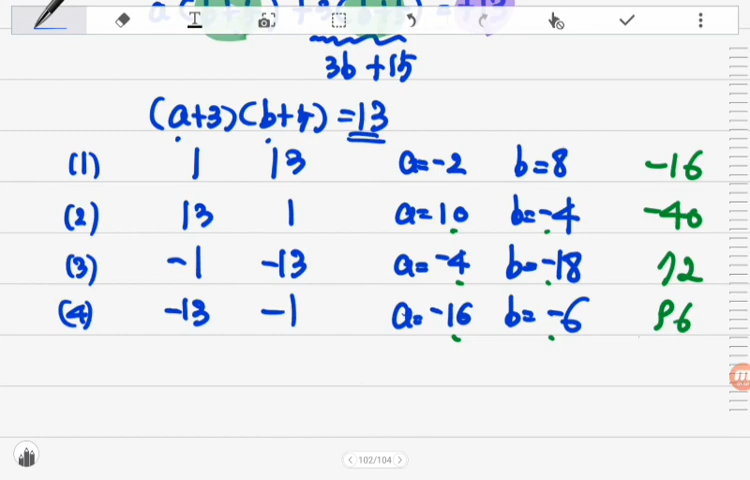 3b + 15
(a+3)(b+5) = 13
(1) 1 13 a=-2 b=8 -16
(2) 13 1 a=10 b=-4 -40
(3) -1 -13 a=-4 b=-18 72
(4) -13 -1 a=-16 b=-6 96
102/104